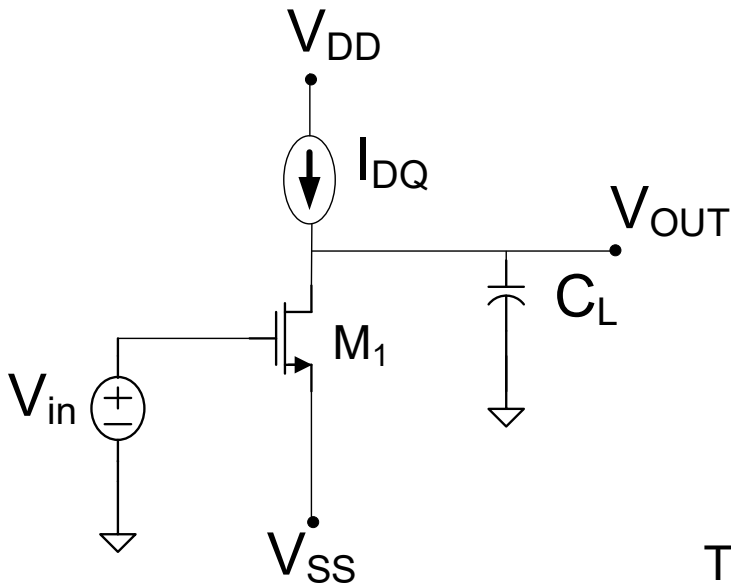 V_DD
I_DQ
V_OUT
C_L
M_1
V_in
+
−
V_SS
T